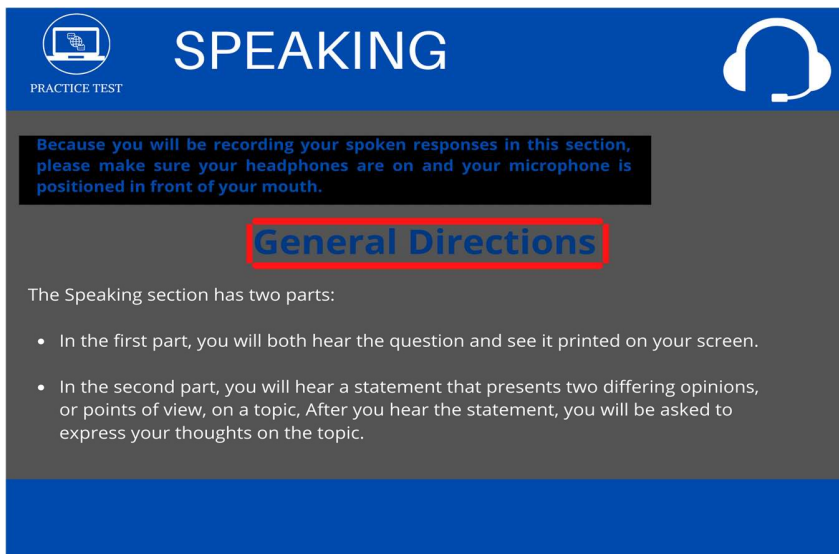 SPEAKING
PRACTICE TEST
Because you will be recording your spoken responses in this section,
please make sure your headphones are on and your microphone is
positioned in front of your mouth.
General Directions
The Speaking section has two parts:
• In the first part, you will both hear the question and see it printed on your screen.
• In the second part, you will hear a statement that presents two differing opinions,
or points of view, on a topic, After you hear the statement, you will be asked to
express your thoughts on the topic.